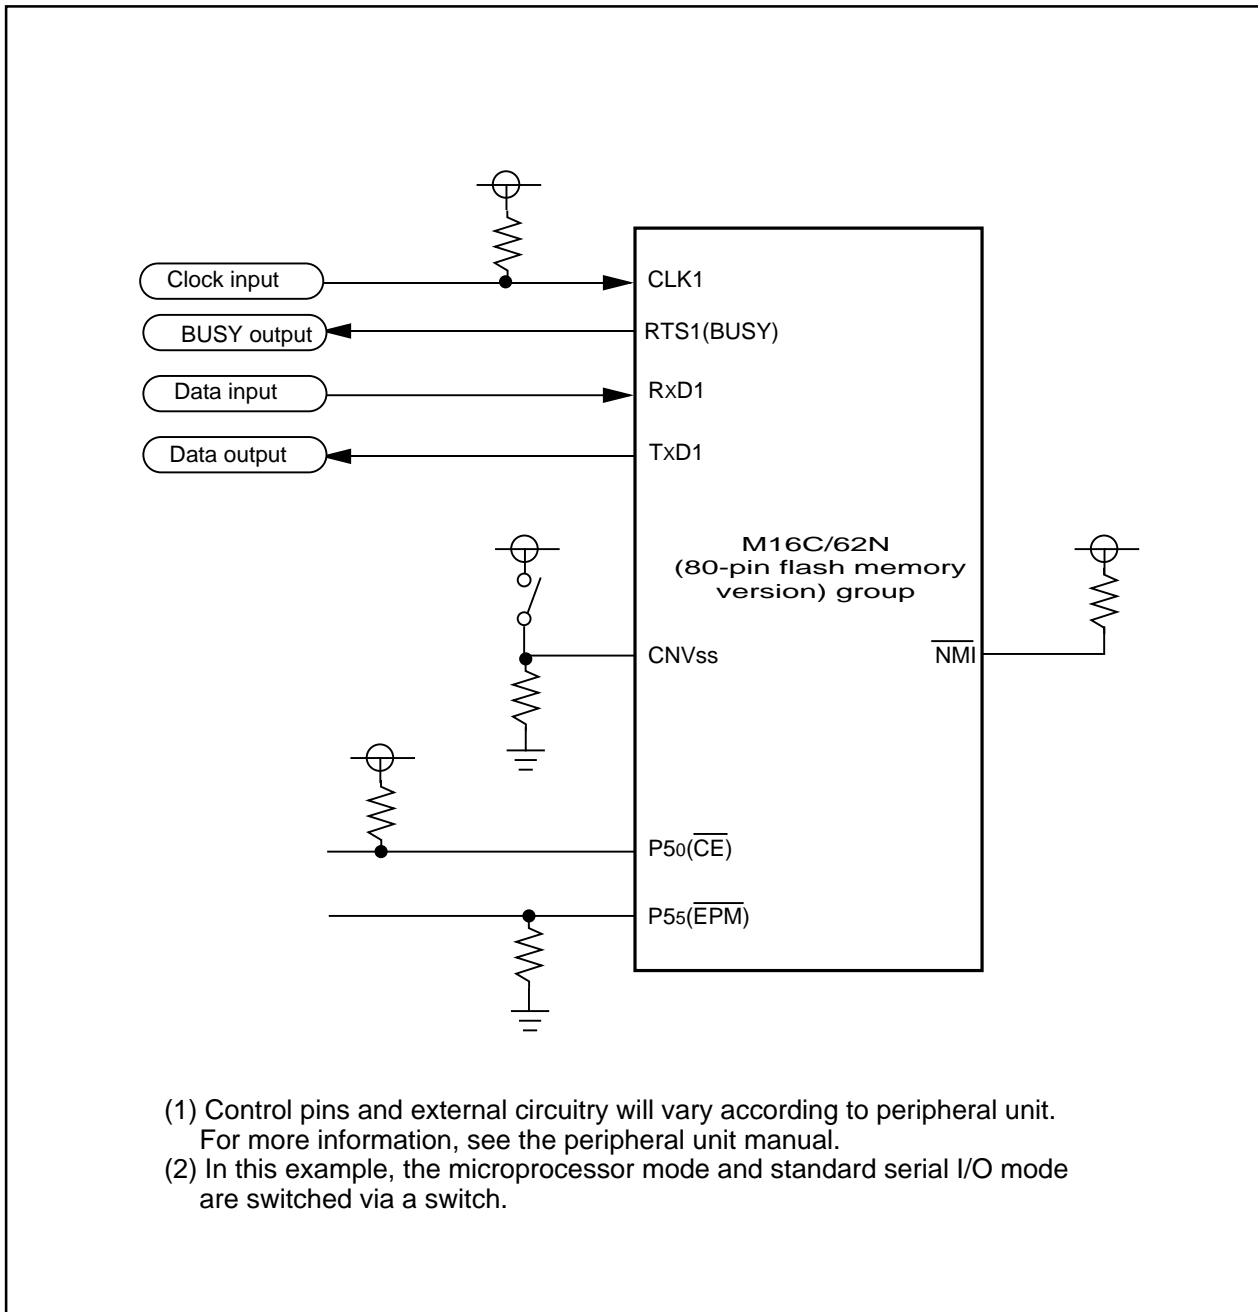 Clock input
CLK1
BUSY output
RTS1(BUSY)
Data input
RxD1
Data output
TxD1
M16C/62N
(80-pin flash memory
version) group
CNVss
NMI
P50(CE)
P55(EPM)
(1) Control pins and external circuitry will vary according to peripheral unit.
For more information, see the peripheral unit manual.
(2) In this example, the microprocessor mode and standard serial I/O mode
are switched via a switch.